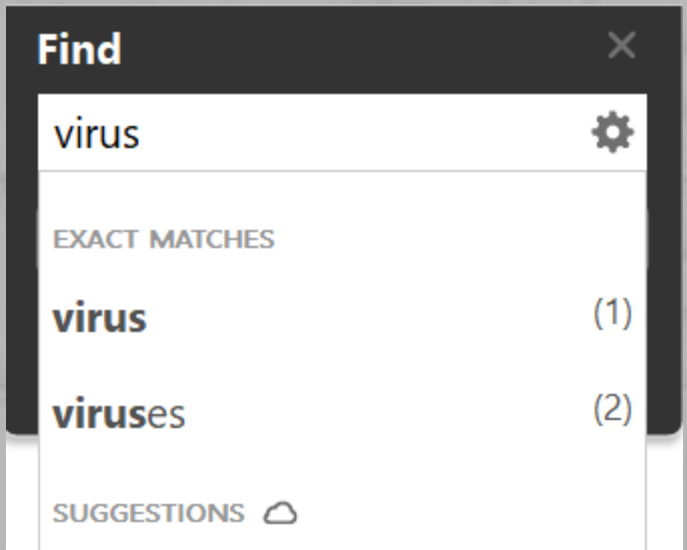 Find
virus
EXACT MATCHES
virus (1)
viruses (2)
SUGGESTIONS